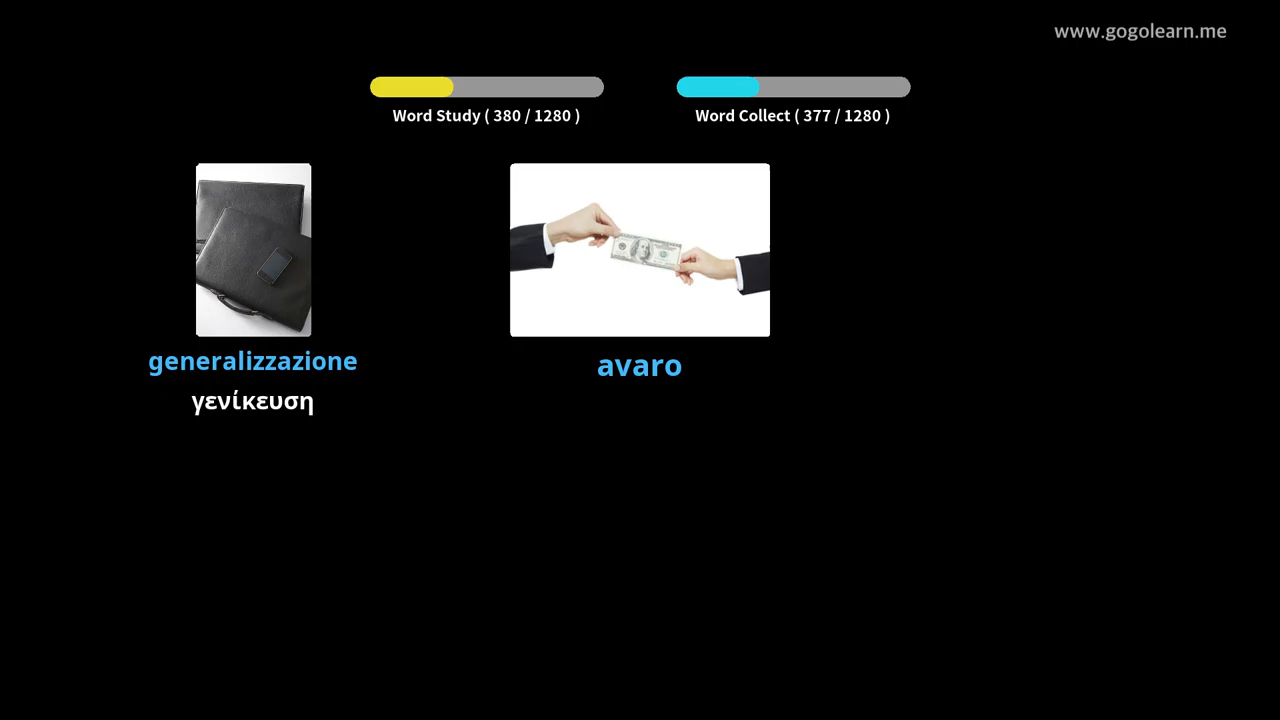 www.gogolearn.me
Word Study ( 380 / 1280 )
Word Collect ( 377 / 1280 )
generalizzazione
γενίκευση
avaro